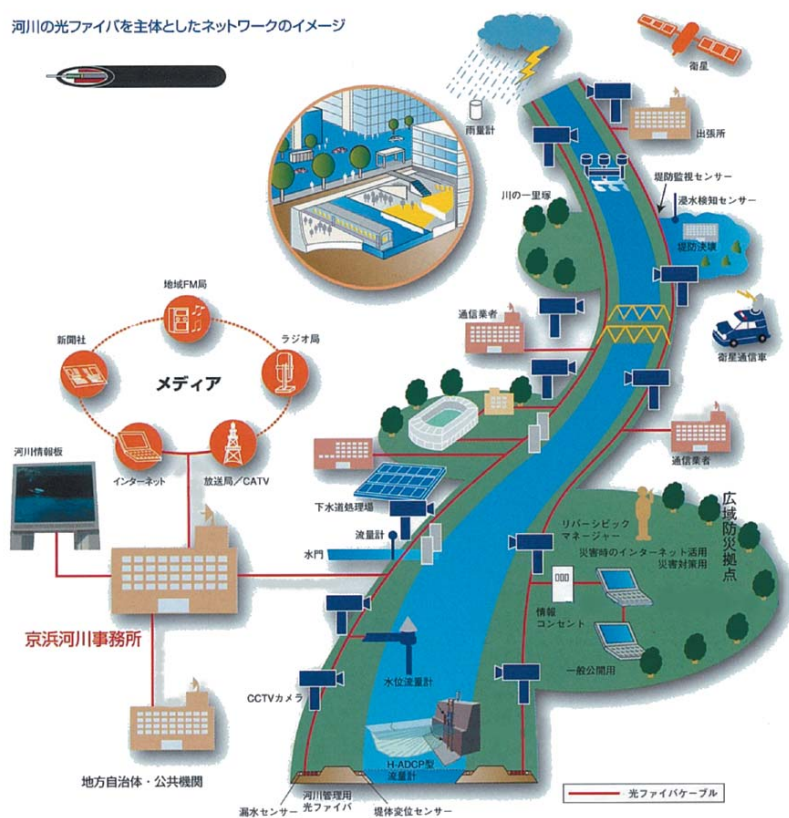 河川の光ファイバを主体としたネットワークのイメージ
衛星
雨量計
出張所
堤防監視センサー
浸水検知センサー
川の一里塚
堤防決壊
地域FM局
新聞社
ラジオ局
メディア
インターネット
放送局/CATV
通信業者
衛星通信車
通信業者
河川情報板
下水道処理場
流量計
水門
広域防災拠点
リバーシビック
マネージャー
災害時のインターネット活用
災害対策用
情報
コンセント
一般公開用
京浜河川事務所
水位流量計
CCTVカメラ
地方自治体・公共機関
H-ADCP型
流量計
漏水センサー
河川管理用
光ファイバ
堤体変位センサー
光ファイバケーブル